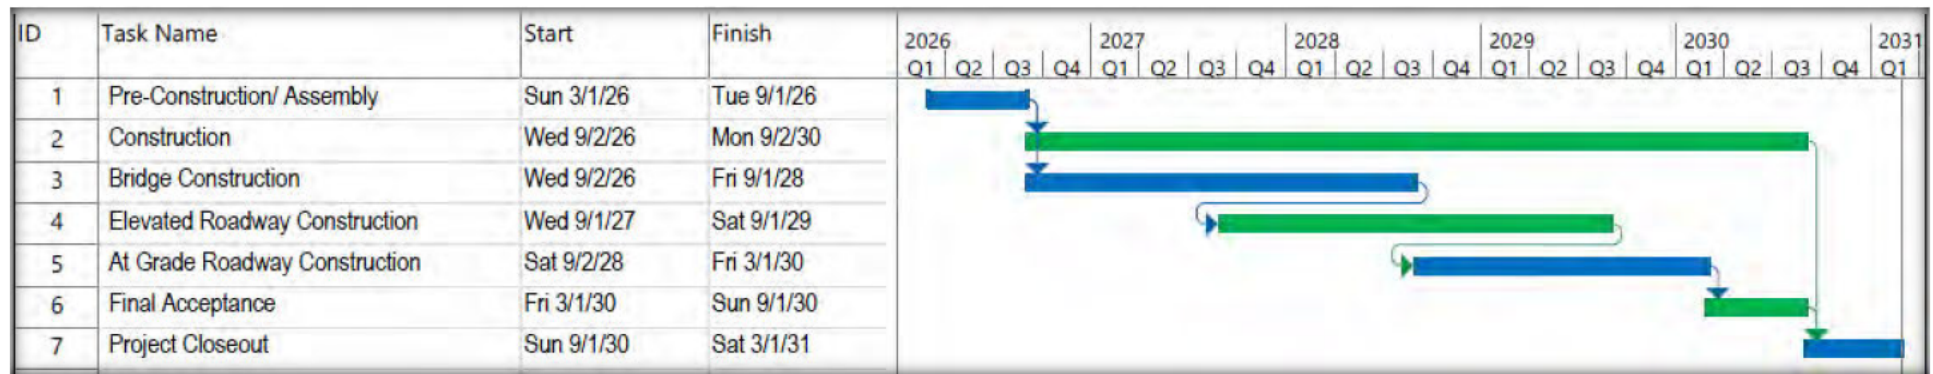 ID Task Name Start Finish
2026 2027 2028 2029 2030 2031
Q1 Q2 Q3 Q4 Q1 Q2 Q3 Q4 Q1 Q2 Q3 Q4 Q1 Q2 Q3 Q4 Q1 Q2 Q3 Q4 Q1
1 Pre-Construction/ Assembly Sun 3/1/26 Tue 9/1/26
2 Construction Wed 9/2/26 Mon 9/2/30
3 Bridge Construction Wed 9/2/26 Fri 9/1/28
4 Elevated Roadway Construction Wed 9/1/27 Sat 9/1/29
5 At Grade Roadway Construction Sat 9/2/28 Fri 3/1/30
6 Final Acceptance Fri 3/1/30 Sun 9/1/30
7 Project Closeout Sun 9/1/30 Sat 3/1/31